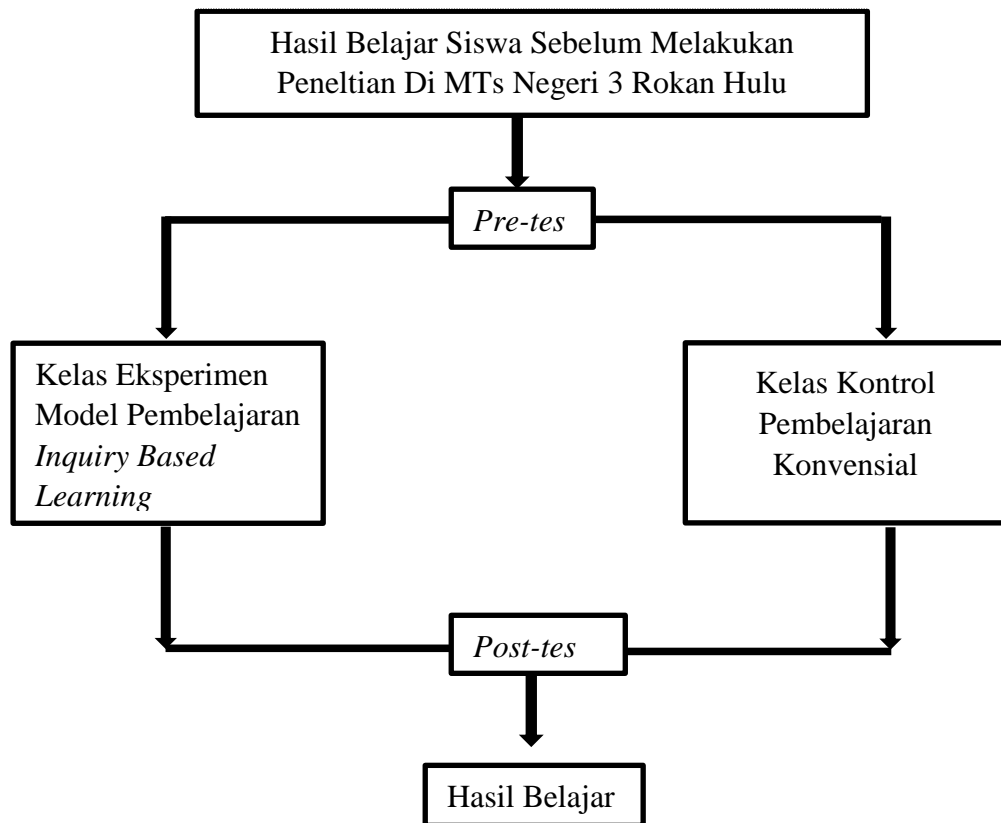 Hasil Belajar Siswa Sebelum Melakukan
Peneltian Di MTs Negeri 3 Rokan Hulu
Pre-tes
Kelas Eksperimen
Model Pembelajaran
Inquiry Based
Learning
Kelas Kontrol
Pembelajaran
Konvensial
Post-tes
Hasil Belajar